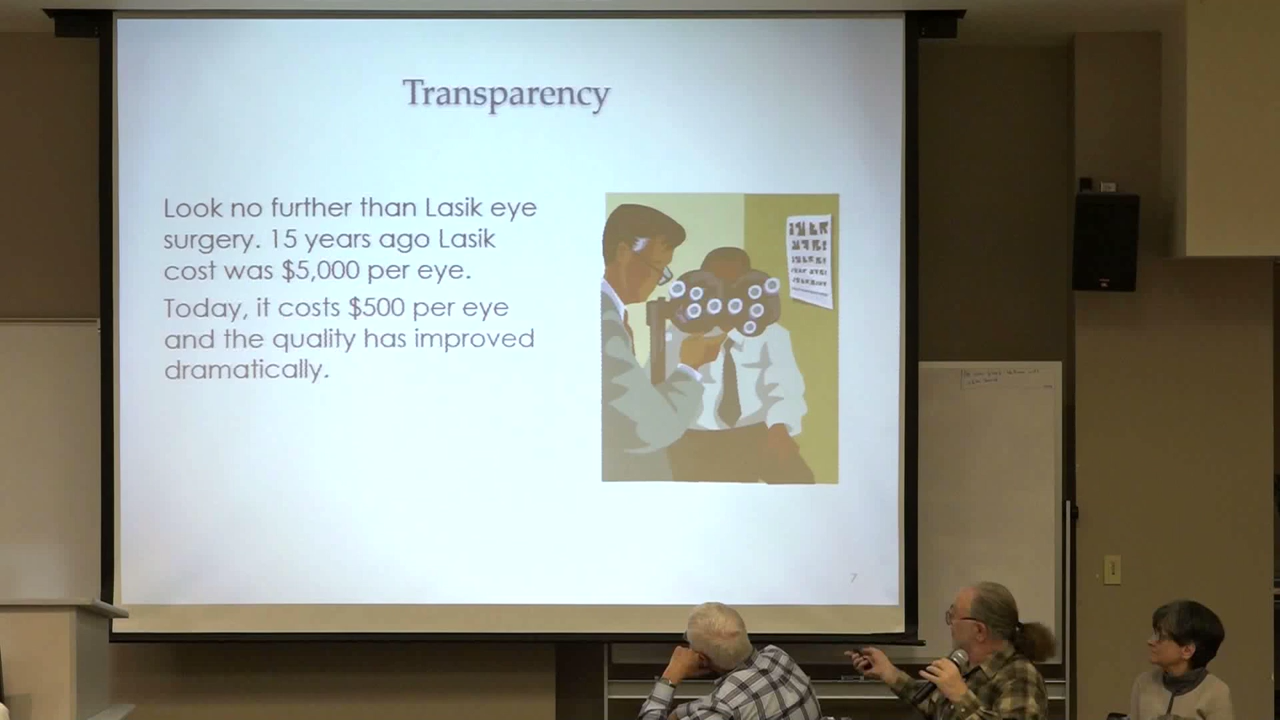 Transparency
Look no further than Lasik eye
surgery. 15 years ago Lasik
cost was $5,000 per eye.
Today, it costs $500 per eye
and the quality has improved
dramatically.
7